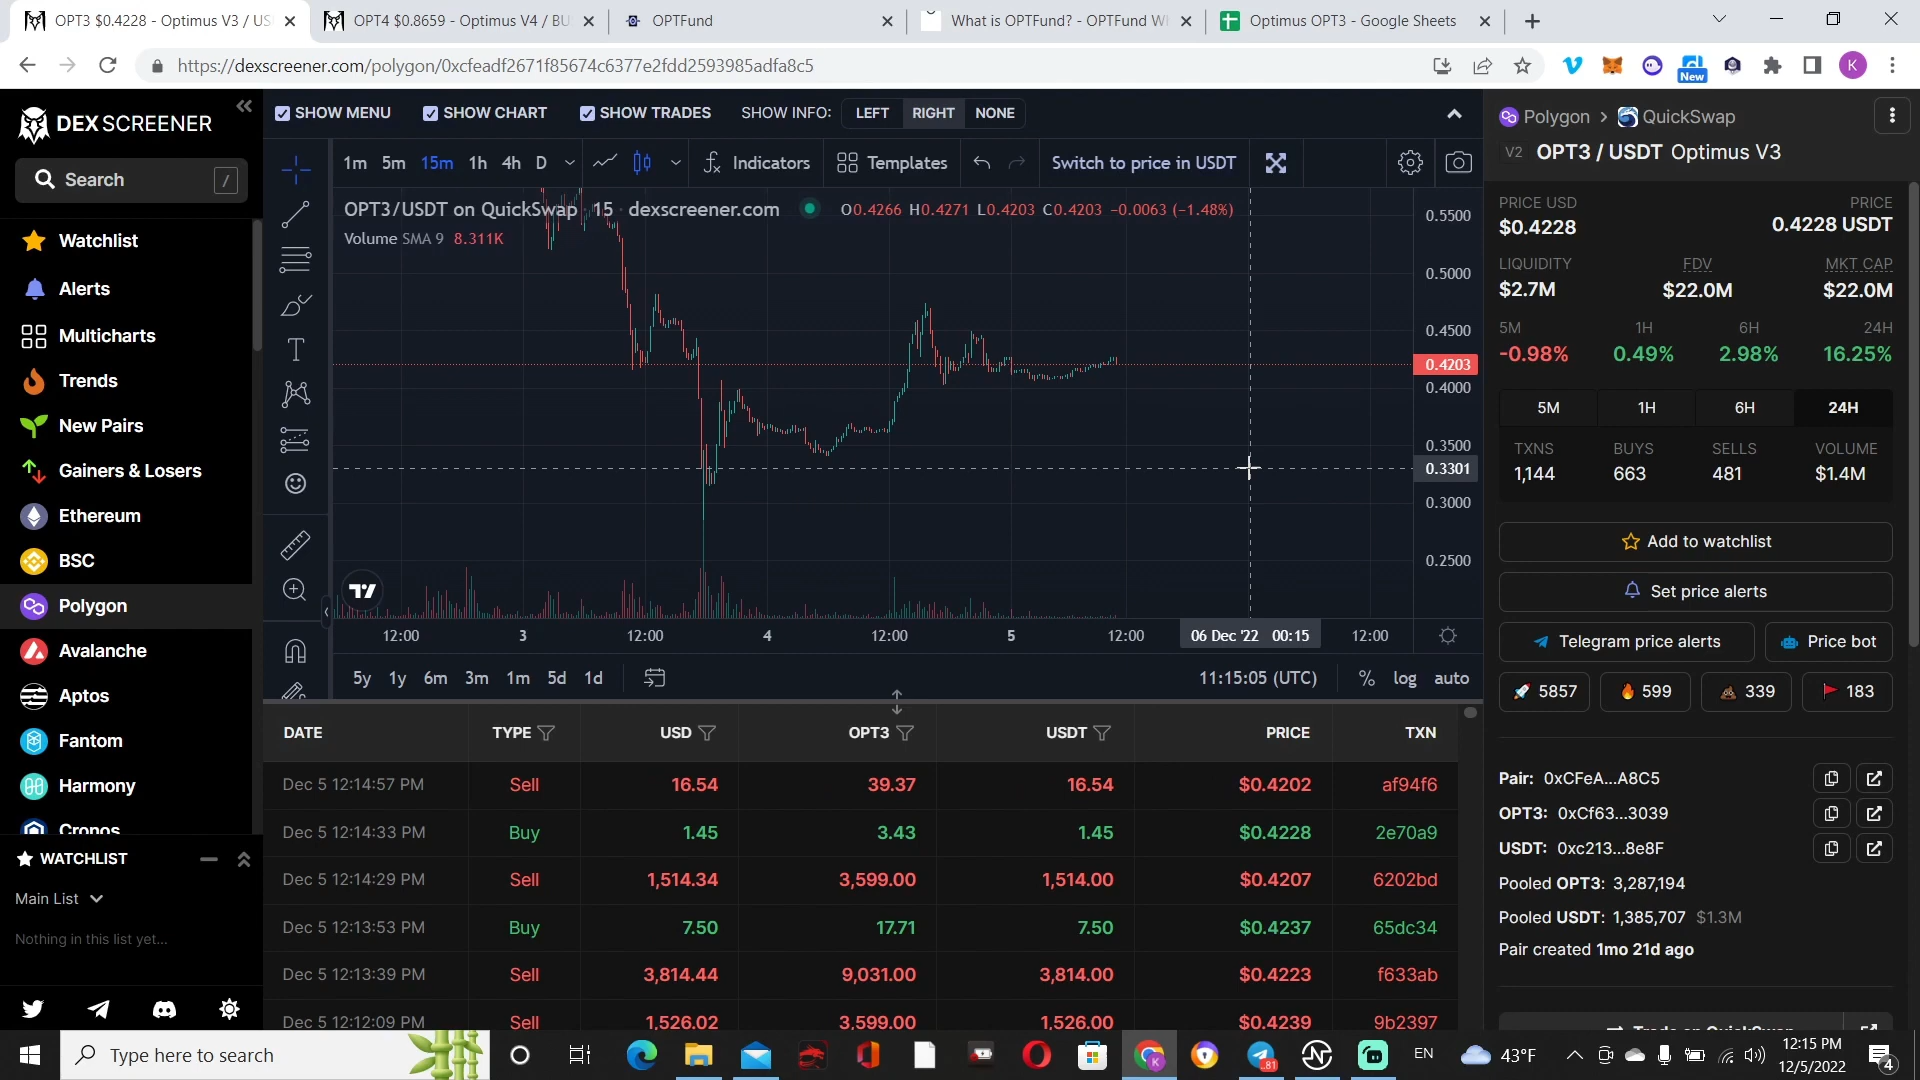 OPT3 $0.4228 - Optimus V3 / US
OPT4 $0.8659 - Optimus V4 / BU
OPTFund
What is OPTFund? - OPTFund W
Optimus OPT3 - Google Sheets
https://dexscreener.com/polygon/0xcfeadf2671f85674c6377e2fdd2593985adfa8c5
New
K
DEX SCREENER
Search /
Watchlist
Alerts
Multicharts
Trends
New Pairs
Gainers & Losers
Ethereum
BSC
Polygon
Avalanche
Aptos
Fantom
Harmony
Cronos
WATCHLIST
Main List
Nothing in this list yet...
SHOW MENU SHOW CHART SHOW TRADES SHOW INFO: LEFT RIGHT NONE
1m 5m 15m 1h 4h D Indicators Templates Switch to price in USDT
OPT3/USDT on QuickSwap · 15 · dexscreener.com O0.4266 H0.4271 L0.4203 C0.4203 −0.0063 (−1.48%)
Volume SMA 9 8.311K
0.5500
0.5000
0.4500
0.4203
0.4000
0.3500
0.3301
0.3000
0.2500
12:00 3 12:00 4 12:00 5 12:00 06 Dec '22 00:15 12:00
5y 1y 6m 3m 1m 5d 1d 11:15:05 (UTC) % log auto
DATE TYPE USD OPT3 USDT PRICE TXN
Dec 5 12:14:57 PM Sell 16.54 39.37 16.54 $0.4202 af94f6
Dec 5 12:14:33 PM Buy 1.45 3.43 1.45 $0.4228 2e70a9
Dec 5 12:14:29 PM Sell 1,514.34 3,599.00 1,514.00 $0.4207 6202bd
Dec 5 12:13:53 PM Buy 7.50 17.71 7.50 $0.4237 65dc34
Dec 5 12:13:39 PM Sell 3,814.44 9,031.00 3,814.00 $0.4223 f633ab
Dec 5 12:12:09 PM Sell 1,526.02 3,599.00 1,526.00 $0.4239 9b2397
Polygon > QuickSwap
V2 OPT3 / USDT Optimus V3
PRICE USD PRICE
$0.4228 0.4228 USDT
LIQUIDITY FDV MKT CAP
$2.7M $22.0M $22.0M
5M 1H 6H 24H
-0.98% 0.49% 2.98% 16.25%
5M 1H 6H 24H
TXNS BUYS SELLS VOLUME
1,144 663 481 $1.4M
Add to watchlist
Set price alerts
Telegram price alerts Price bot
5857 599 339 183
Pair: 0xCFeA...A8C5
OPT3: 0xCf63...3039
USDT: 0xc213...8e8F
Pooled OPT3: 3,287,194
Pooled USDT: 1,385,707 $1.3M
Pair created 1mo 21d ago
Trade on QuickSwap
Type here to search
81
EN
43°F
12:15 PM
12/5/2022
4